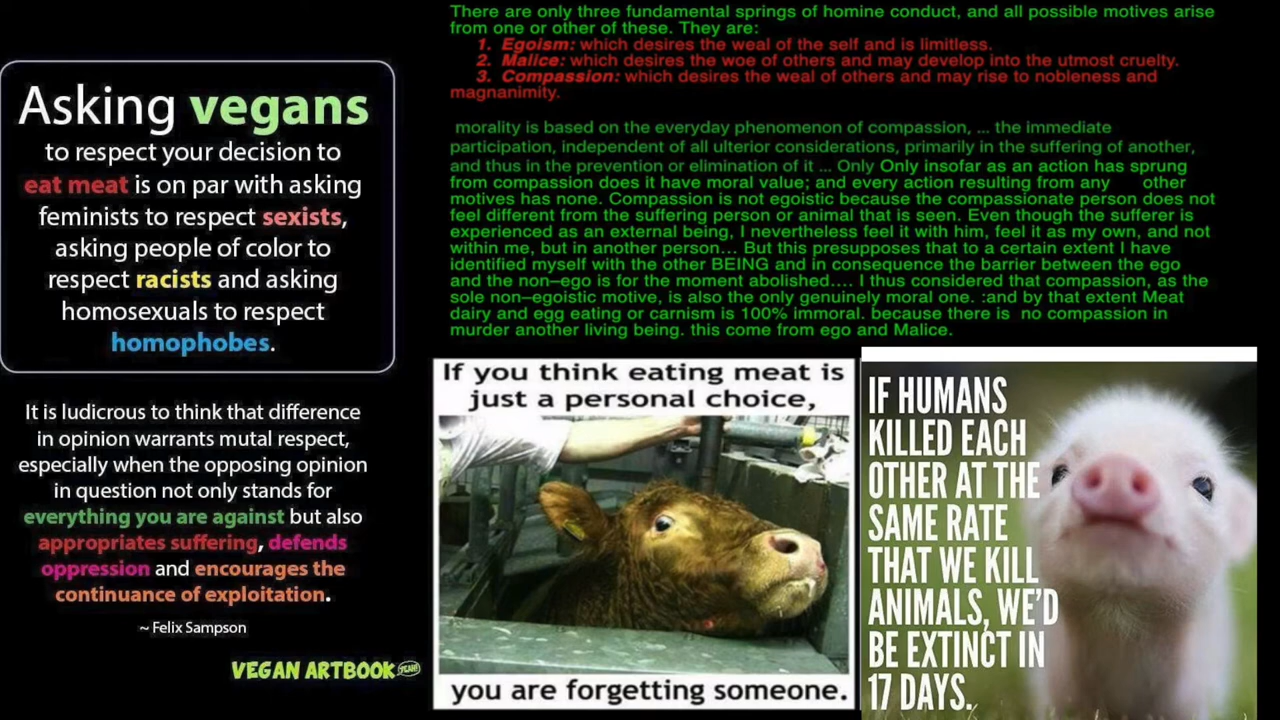 Asking vegans
to respect your decision to
eat meat is on par with asking
feminists to respect sexists,
asking people of color to
respect racists and asking
homosexuals to respect
homophobes.
It is ludicrous to think that difference
in opinion warrants mutal respect,
especially when the opposing opinion
in question not only stands for
everything you are against but also
appropriates suffering, defends
oppression and encourages the
continuance of exploitation.
~ Felix Sampson
VEGAN ARTBOOK YEAH!
There are only three fundamental springs of homine conduct, and all possible motives arise
from one or other of these. They are:
1. Egoism: which desires the weal of the self and is limitless.
2. Malice: which desires the woe of others and may develop into the utmost cruelty.
3. Compassion: which desires the weal of others and may rise to nobleness and
magnanimity.
morality is based on the everyday phenomenon of compassion, ... the immediate
participation, independent of all ulterior considerations, primarily in the suffering of another,
and thus in the prevention or elimination of it ... Only Only insofar as an action has sprung
from compassion does it have moral value; and every action resulting from any other
motives has none. Compassion is not egoistic because the compassionate person does not
feel different from the suffering person or animal that is seen. Even though the sufferer is
experienced as an external being, I nevertheless feel it with him, feel it as my own, and not
within me, but in another person... But this presupposes that to a certain extent I have
identified myself with the other BEING and in consequence the barrier between the ego
and the non-ego is for the moment abolished.... I thus considered that compassion, as the
sole non-egoistic motive, is also the only genuinely moral one. :and by that extent Meat
dairy and egg eating or carnism is 100% immoral. because there is no compassion in
murder another living being. this come from ego and Malice.
If you think eating meat is
just a personal choice,
you are forgetting someone.
IF HUMANS
KILLED EACH
OTHER AT THE
SAME RATE
THAT WE KILL
ANIMALS, WE'D
BE EXTINCT IN
17 DAYS.